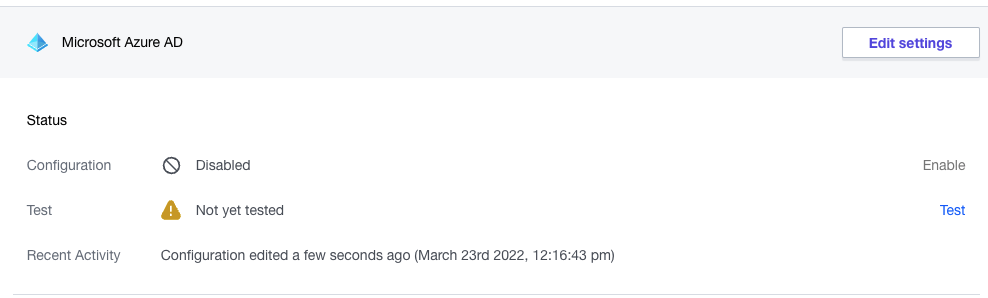 Microsoft Azure AD
Edit settings
Status
Configuration Disabled Enable
Test Not yet tested Test
Recent Activity Configuration edited a few seconds ago (March 23rd 2022, 12:16:43 pm)